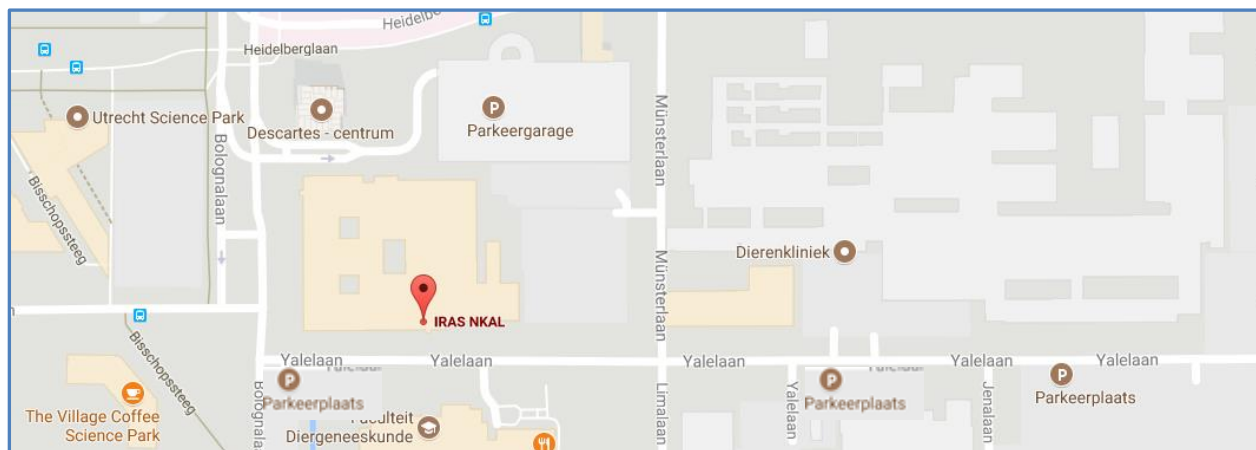 Heidelberglaan
Heidelb
Utrecht Science Park
Descartes - centrum
P
Parkeergarage
Bolognalaan
Münsterlaan
Bisschopssteeg
Dierenkliniek
Münsterlaan
IRAS NKAL
Bisschopssteeg
Yalelaan
Yalelaan
Yalelaan
Yalelaan
Yalelaan
P
Parkeerplaats
P
Parkeerplaats
P
Parkeerplaats
Bolognalaan
Limalaan
Yalelaan
Jenalaan
The Village Coffee
Science Park
Faculteit
Diergeneeskunde